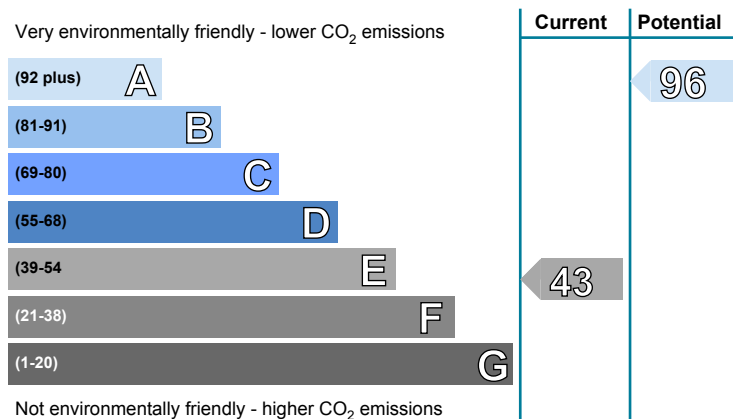 Current Potential
Very environmentally friendly - lower CO₂ emissions
(92 plus) A 96
(81-91) B
(69-80) C
(55-68) D
(39-54 E 43
(21-38) F
(1-20) G
Not environmentally friendly - higher CO₂ emissions